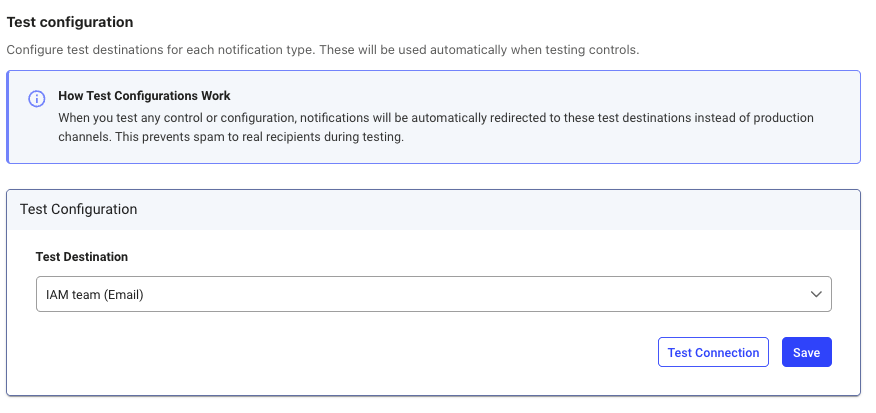 Test configuration
Configure test destinations for each notification type. These will be used automatically when testing controls.
How Test Configurations Work
When you test any control or configuration, notifications will be automatically redirected to these test destinations instead of production
channels. This prevents spam to real recipients during testing.
Test Configuration
Test Destination
IAM team (Email)
Test Connection
Save